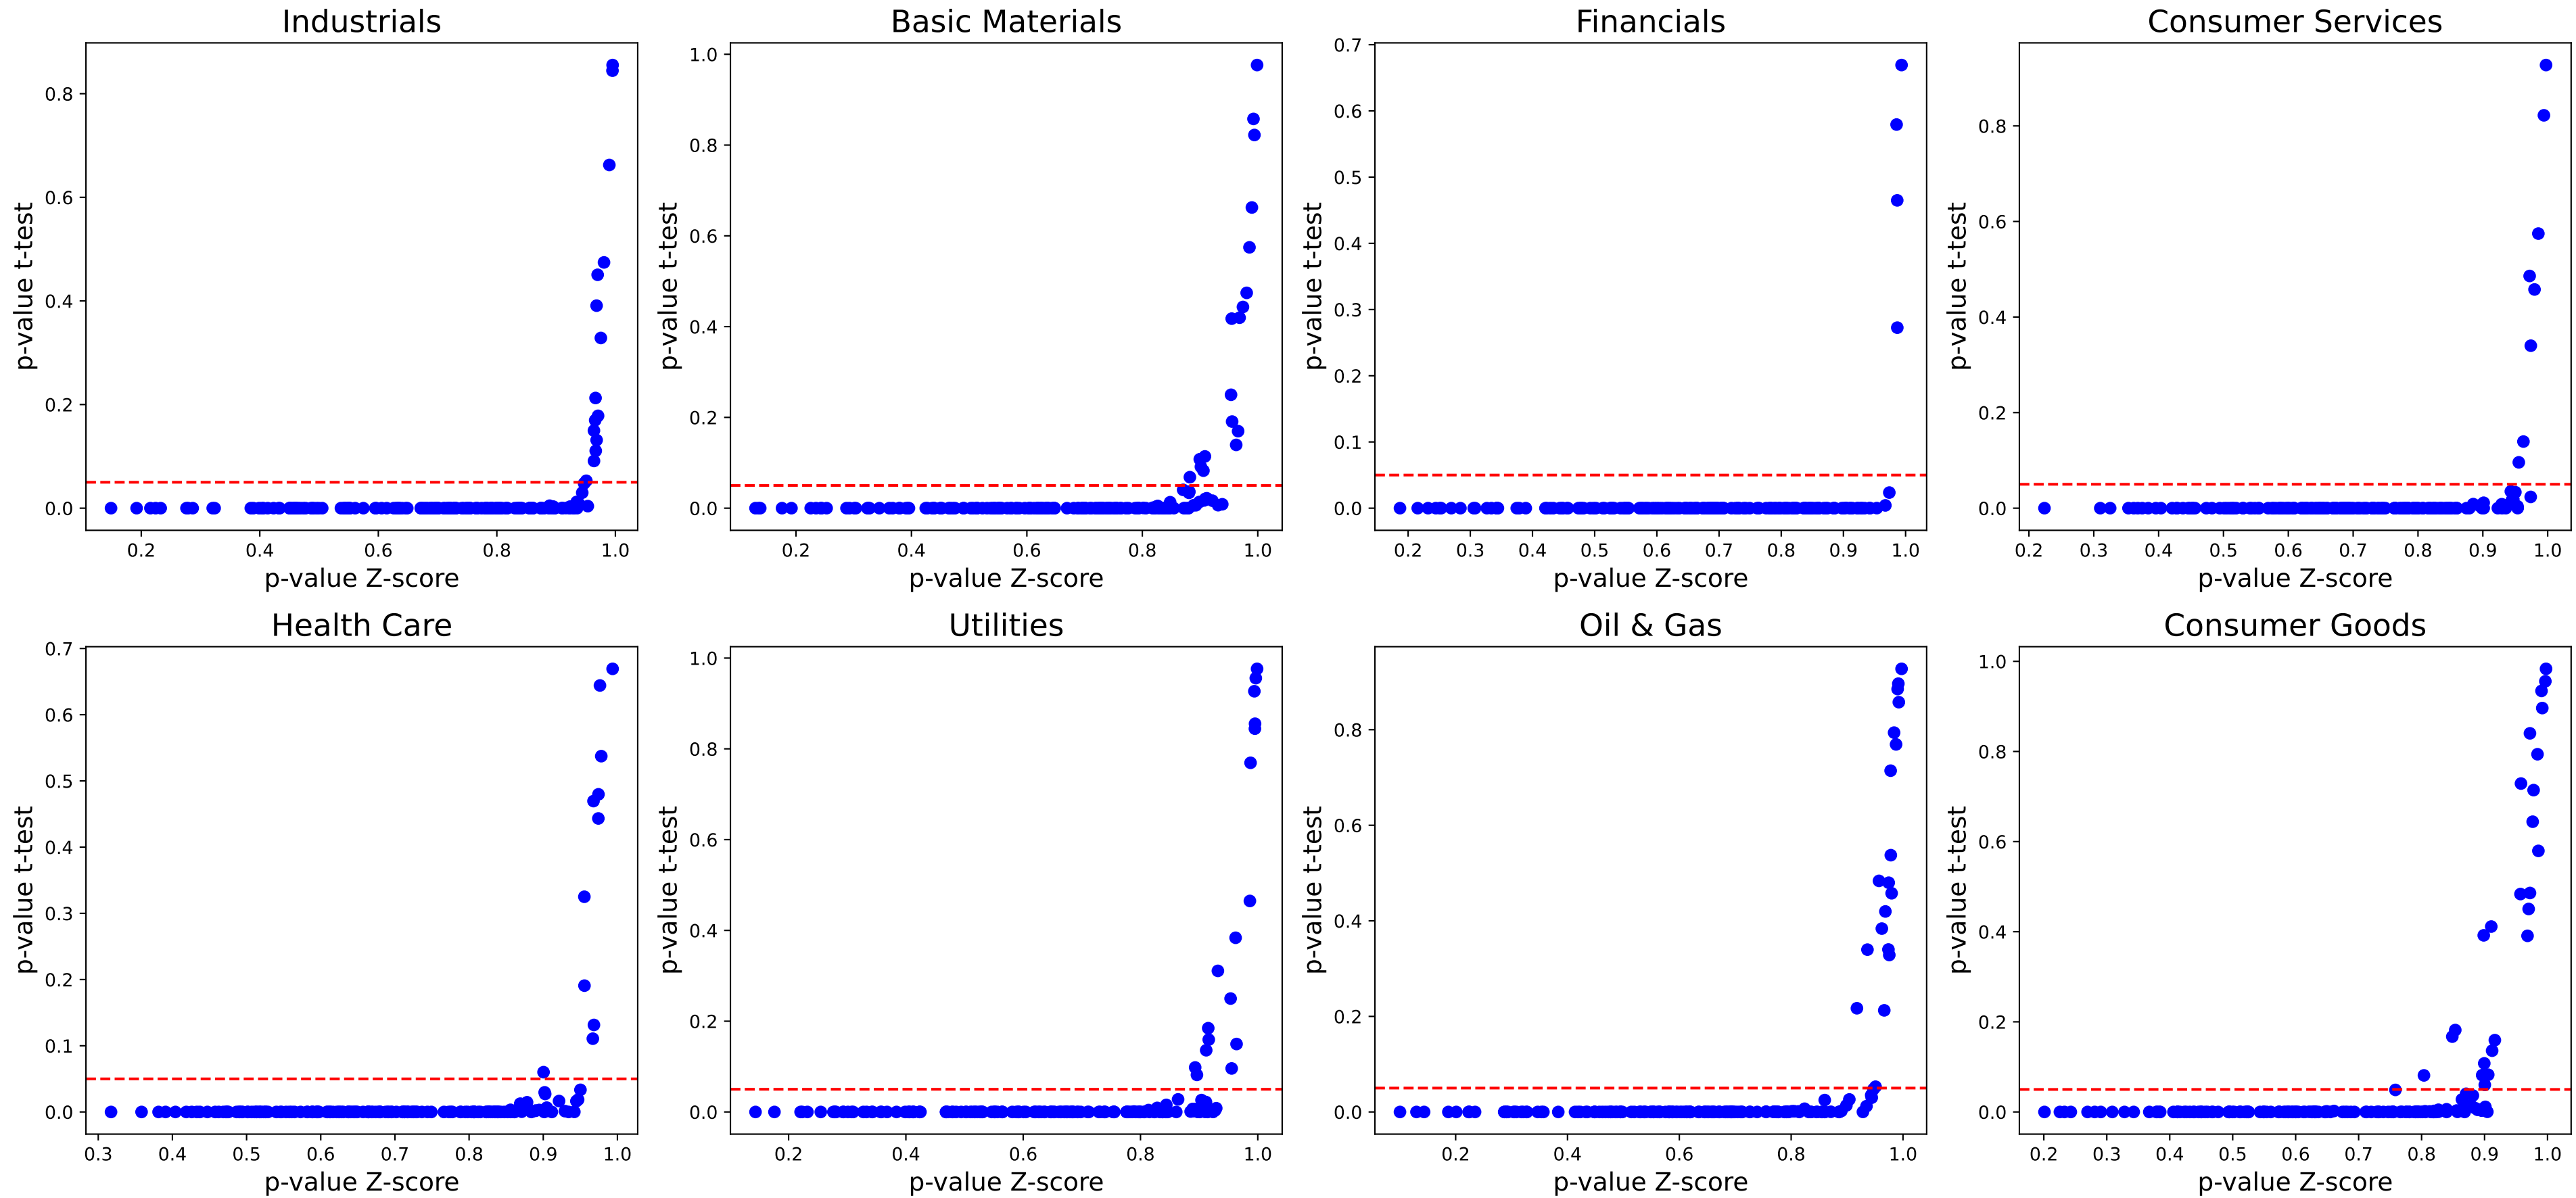 Industrials
0.8
0.6
0.4
0.2
0.0
p-value t-test
0.2 0.4 0.6 0.8 1.0
p-value Z-score
Basic Materials
1.0
0.8
0.6
0.4
0.2
0.0
p-value t-test
0.2 0.4 0.6 0.8 1.0
p-value Z-score
Financials
0.7
0.6
0.5
0.4
0.3
0.2
0.1
0.0
p-value t-test
0.2 0.3 0.4 0.5 0.6 0.7 0.8 0.9 1.0
p-value Z-score
Consumer Services
0.8
0.6
0.4
0.2
0.0
p-value t-test
0.2 0.3 0.4 0.5 0.6 0.7 0.8 0.9 1.0
p-value Z-score
Health Care
0.7
0.6
0.5
0.4
0.3
0.2
0.1
0.0
p-value t-test
0.3 0.4 0.5 0.6 0.7 0.8 0.9 1.0
p-value Z-score
Utilities
1.0
0.8
0.6
0.4
0.2
0.0
p-value t-test
0.2 0.4 0.6 0.8 1.0
p-value Z-score
Oil & Gas
0.8
0.6
0.4
0.2
0.0
p-value t-test
0.2 0.4 0.6 0.8 1.0
p-value Z-score
Consumer Goods
1.0
0.8
0.6
0.4
0.2
0.0
p-value t-test
0.2 0.3 0.4 0.5 0.6 0.7 0.8 0.9 1.0
p-value Z-score